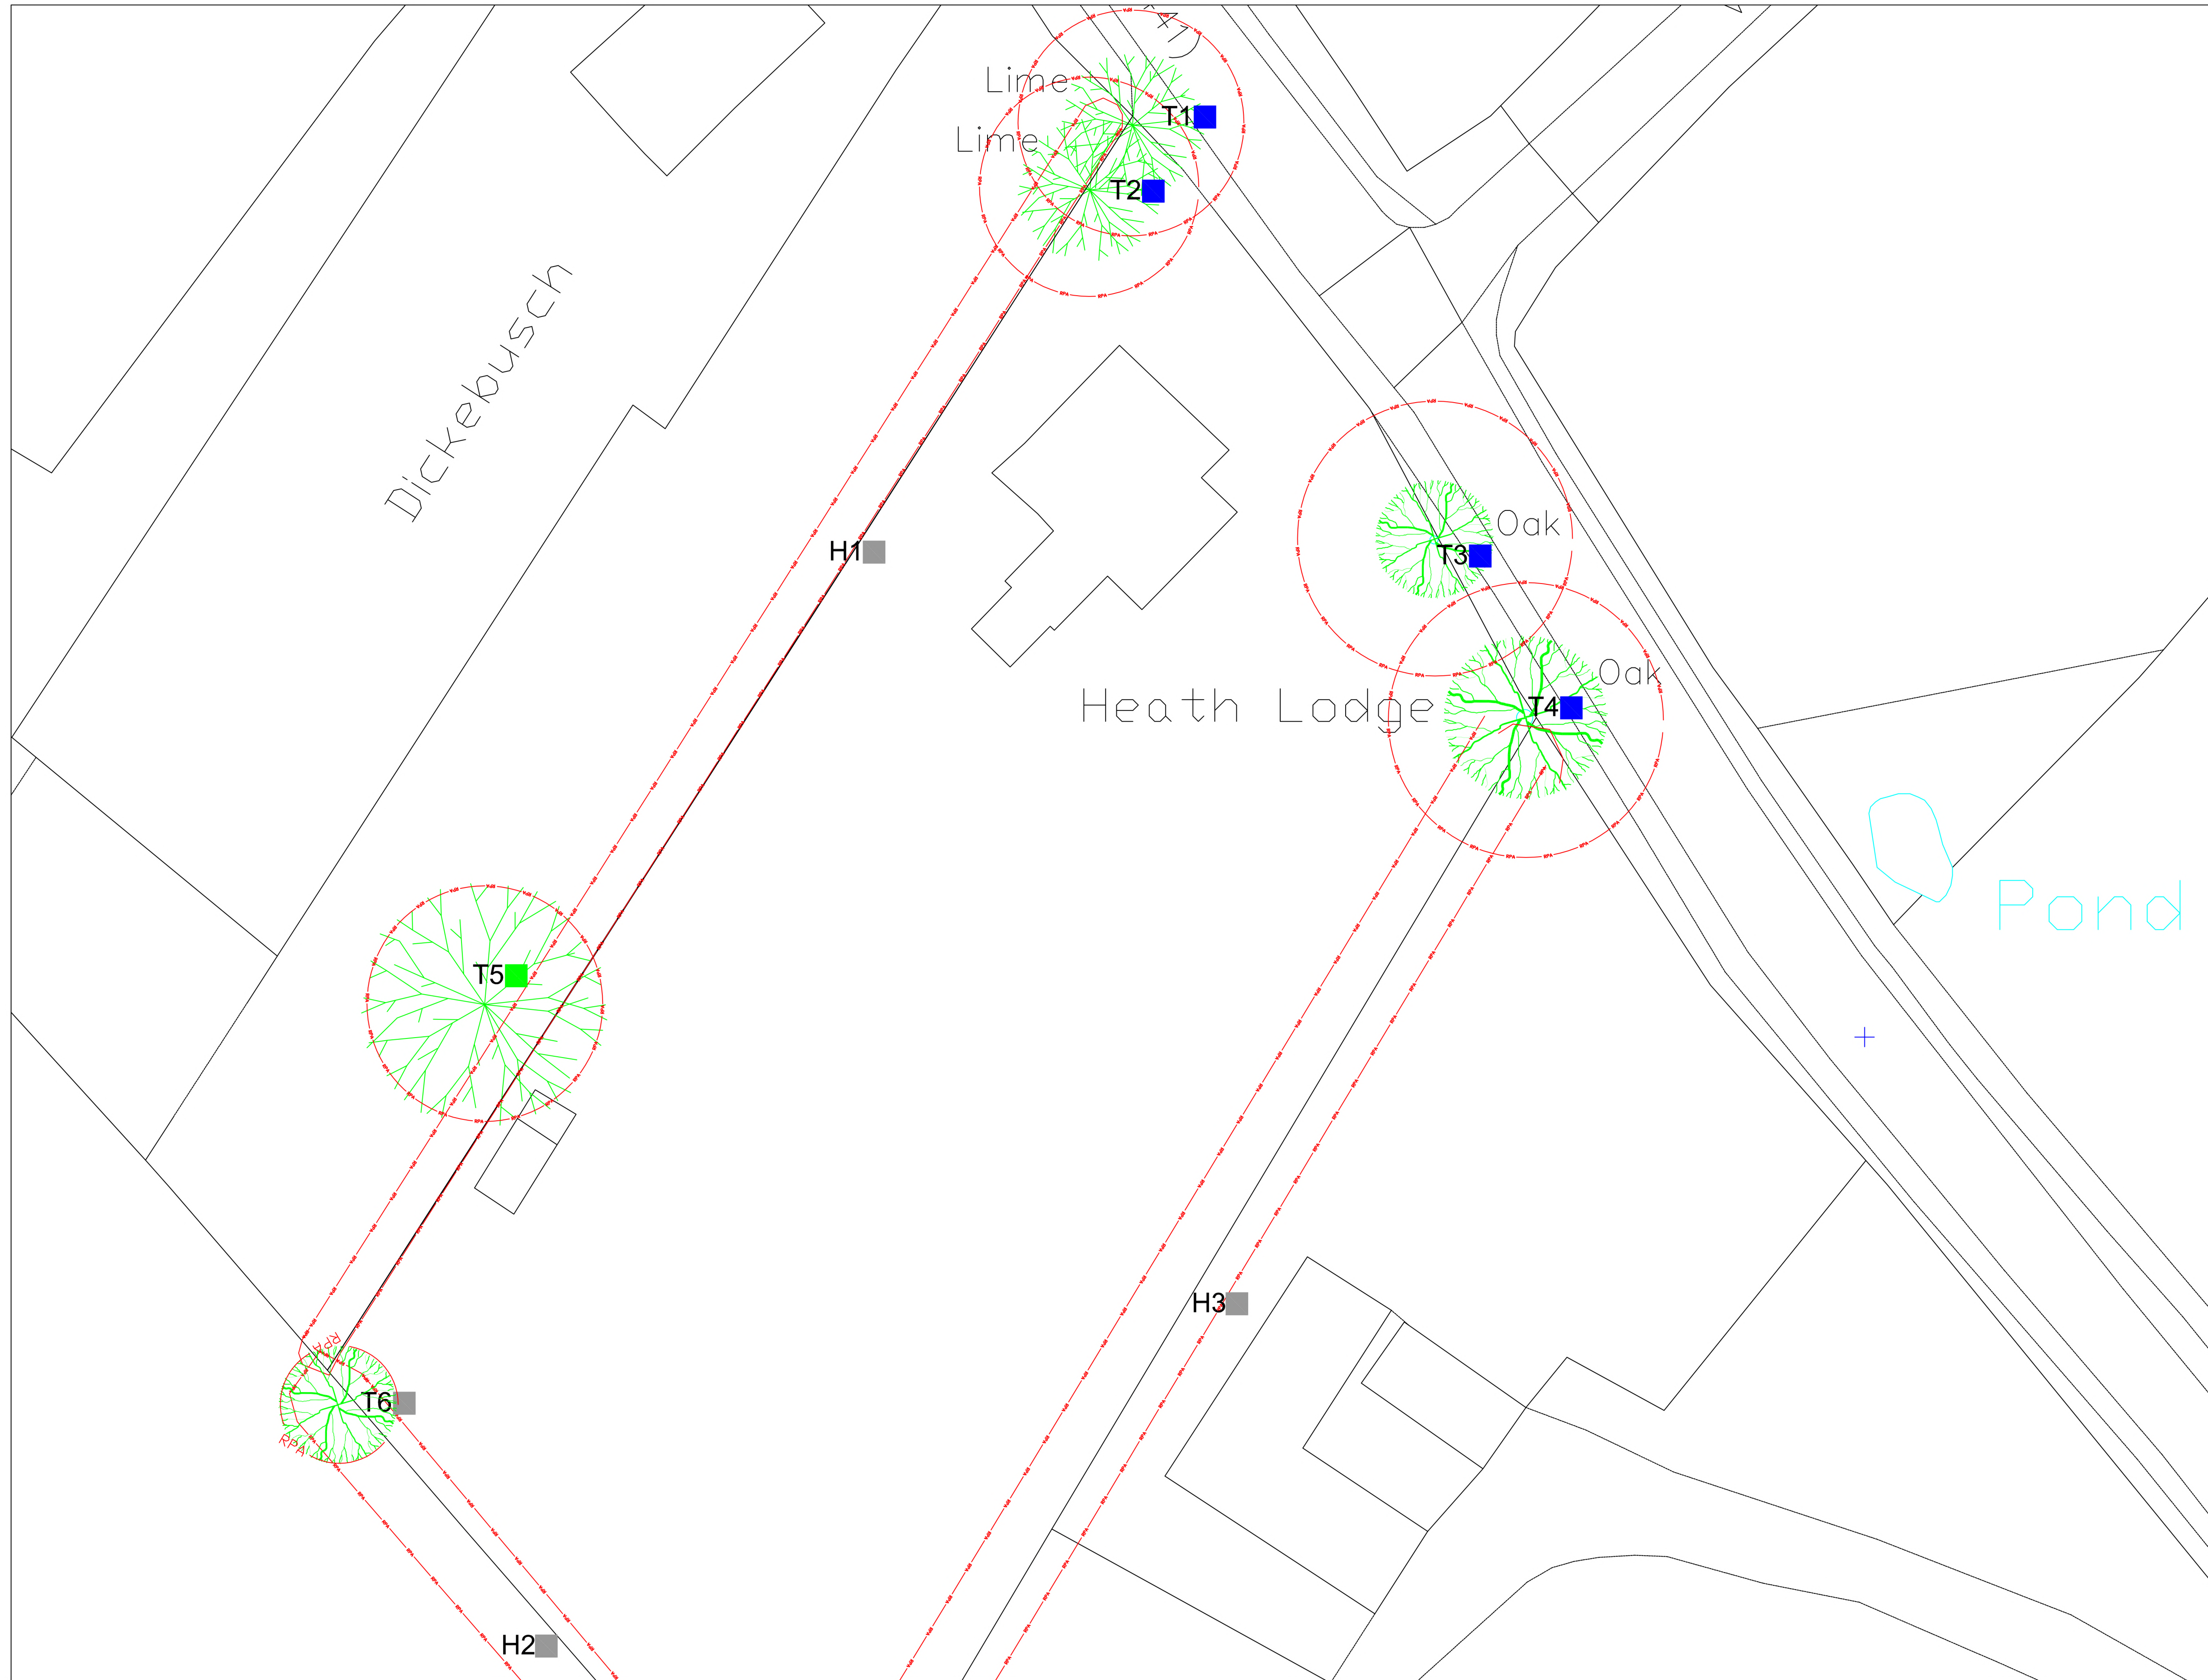 Lime
T1
Lime
T2
Dickebusch
Oak
H1
T3
Oak
Heath Lodge
T4
Pond
T5
H3
RPA
T6
RPA
H2